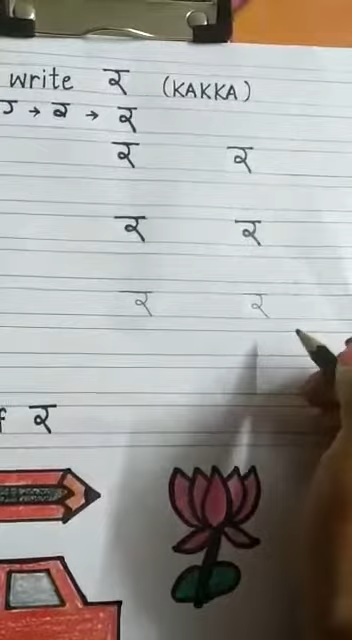 write ਕ (KAKKA)
→ → ਕ
ਕ ਕ
ਕ ਕ
ਕ ਕ
ਕ